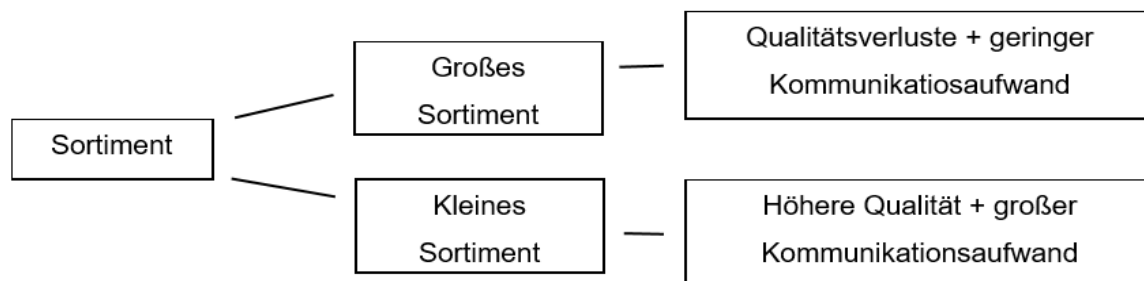 Sortiment
Großes
Sortiment
Qualitätsverluste + geringer
Kommunikatiosaufwand
Kleines
Sortiment
Höhere Qualität + großer
Kommunikationsaufwand